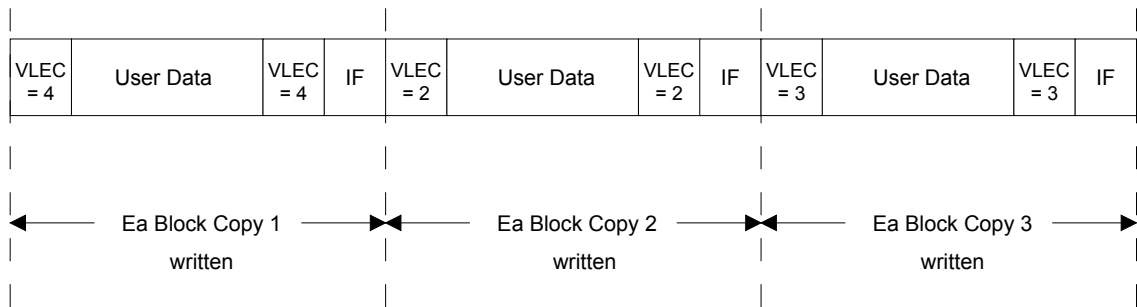 VLEC = 4 User Data VLEC = 4 IF VLEC = 2 User Data VLEC = 2 IF VLEC = 3 User Data VLEC = 3 IF
Ea Block Copy 1 Ea Block Copy 2 Ea Block Copy 3
written written written